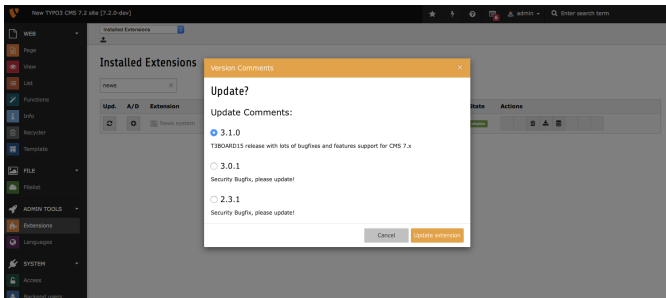 New TYPO3 CMS 7.2 site [7.2.0-dev]
admin
Enter search term
WEB
Page
View
List
Functions
Info
Recycler
Template
FILE
Filelist
ADMIN TOOLS
Extensions
Languages
SYSTEM
Access
Backend users
Installed Extensions
Installed Extensions
news
Upd. A/D Extension State Actions
News system
Version Comments
Update?
Update Comments:
3.1.0
T3BOARD15 release with lots of bugfixes and features support for CMS 7.x
3.0.1
Security Bugfix, please update!
2.3.1
Security Bugfix, please update!
Cancel Update extension